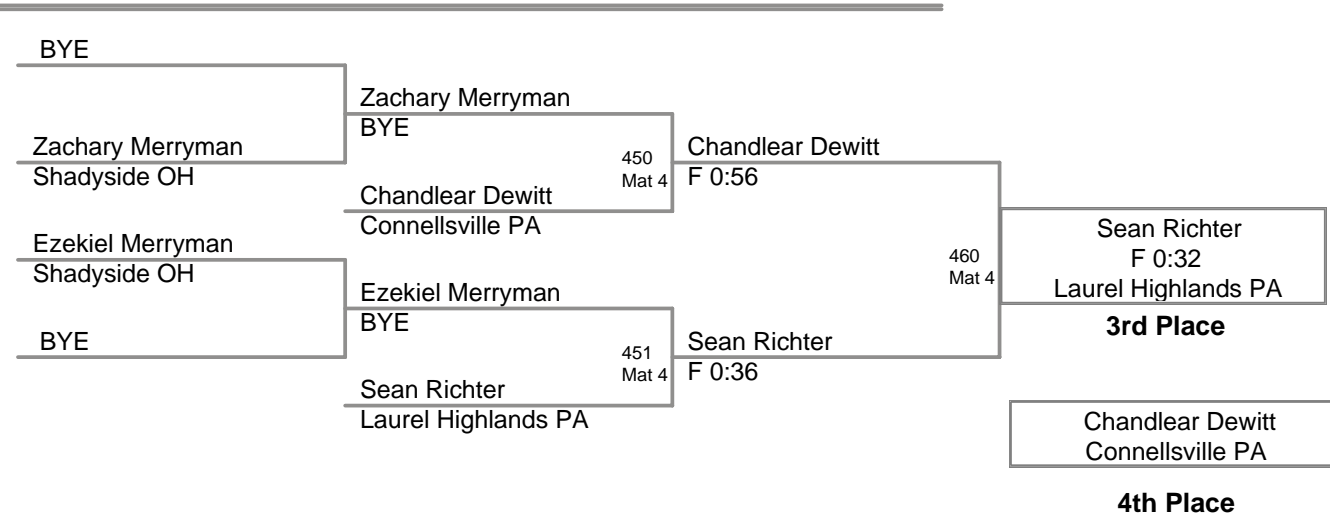 BYE
Zachary Merryman
Shadyside OH
Ezekiel Merryman
Shadyside OH
BYE
Zachary Merryman
BYE
450
Mat 4
Chandlear Dewitt
Connellsville PA
Ezekiel Merryman
BYE
451
Mat 4
Sean Richter
Laurel Highlands PA
Chandlear Dewitt
F 0:56
460
Mat 4
Sean Richter
F 0:36
Sean Richter
F 0:32
Laurel Highlands PA
3rd Place
Chandlear Dewitt
Connellsville PA
4th Place